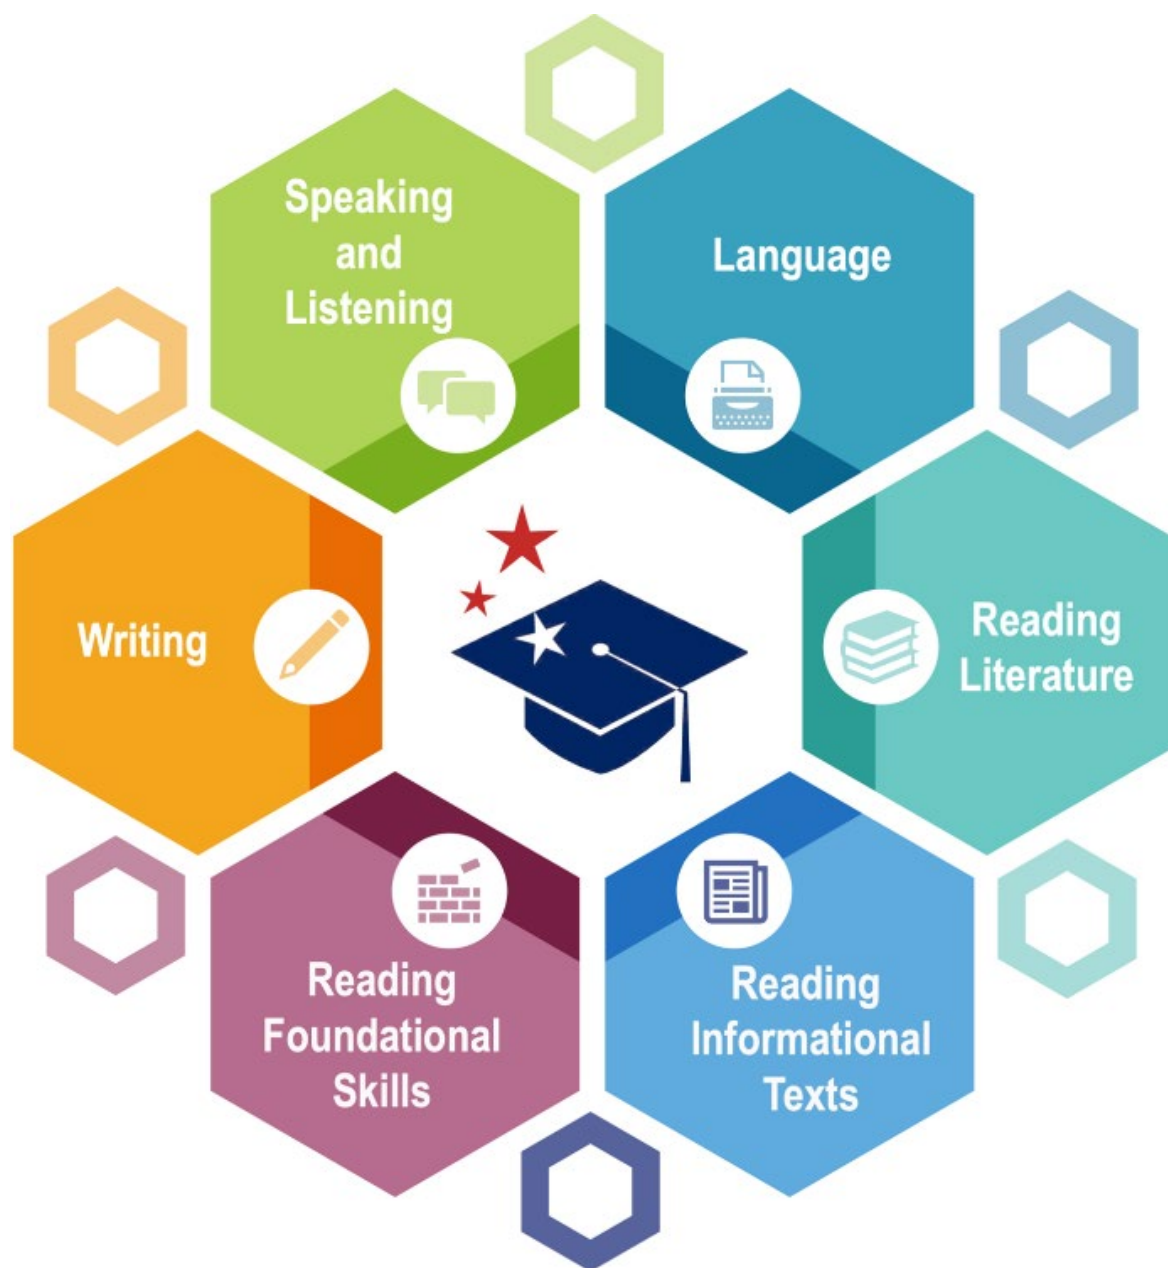 Speaking
and
Listening
Language
Writing
Reading
Literature
Reading
Foundational
Skills
Reading
Informational
Texts